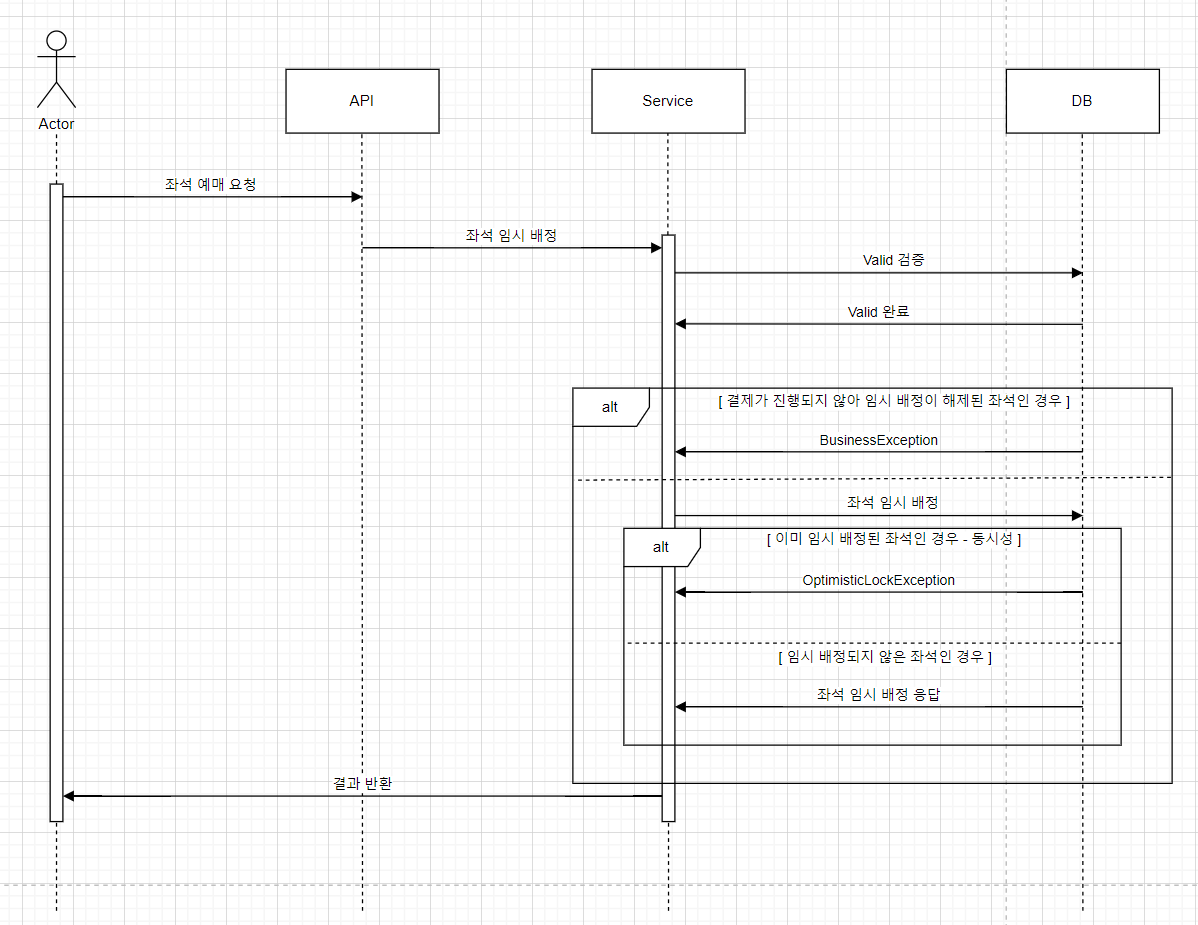 Actor
API
Service
DB
좌석 예매 요청
좌석 임시 배정
Valid 검증
Valid 완료
alt
[ 결제가 진행되지 않아 임시 배정이 해제된 좌석인 경우 ]
BusinessException
좌석 임시 배정
alt
[ 이미 임시 배정된 좌석인 경우 - 동시성 ]
OptimisticLockException
[ 임시 배정되지 않은 좌석인 경우 ]
좌석 임시 배정 응답
결과 반환